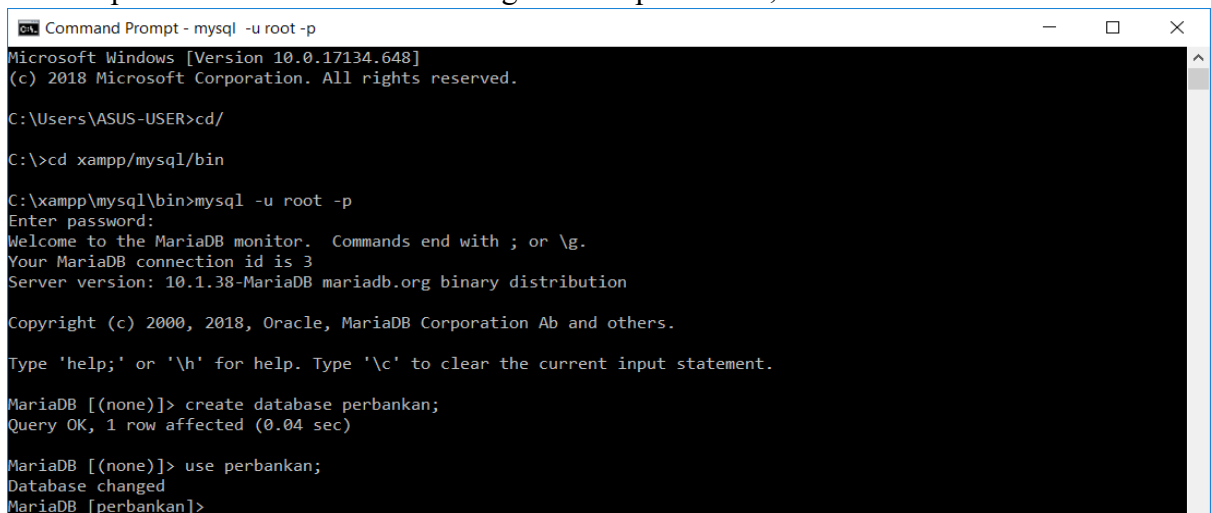 Command Prompt - mysql -u root -p
Microsoft Windows [Version 10.0.17134.648]
(c) 2018 Microsoft Corporation. All rights reserved.
C:\Users\ASUS-USER>cd/
C:\>cd xampp/mysql/bin
C:\xampp\mysql\bin>mysql -u root -p
Enter password:
Welcome to the MariaDB monitor.  Commands end with ; or \g.
Your MariaDB connection id is 3
Server version: 10.1.38-MariaDB mariadb.org binary distribution
Copyright (c) 2000, 2018, Oracle, MariaDB Corporation Ab and others.
Type 'help;' or '\h' for help. Type '\c' to clear the current input statement.
MariaDB [(none)]> create database perbankan;
Query OK, 1 row affected (0.04 sec)
MariaDB [(none)]> use perbankan;
Database changed
MariaDB [perbankan]>